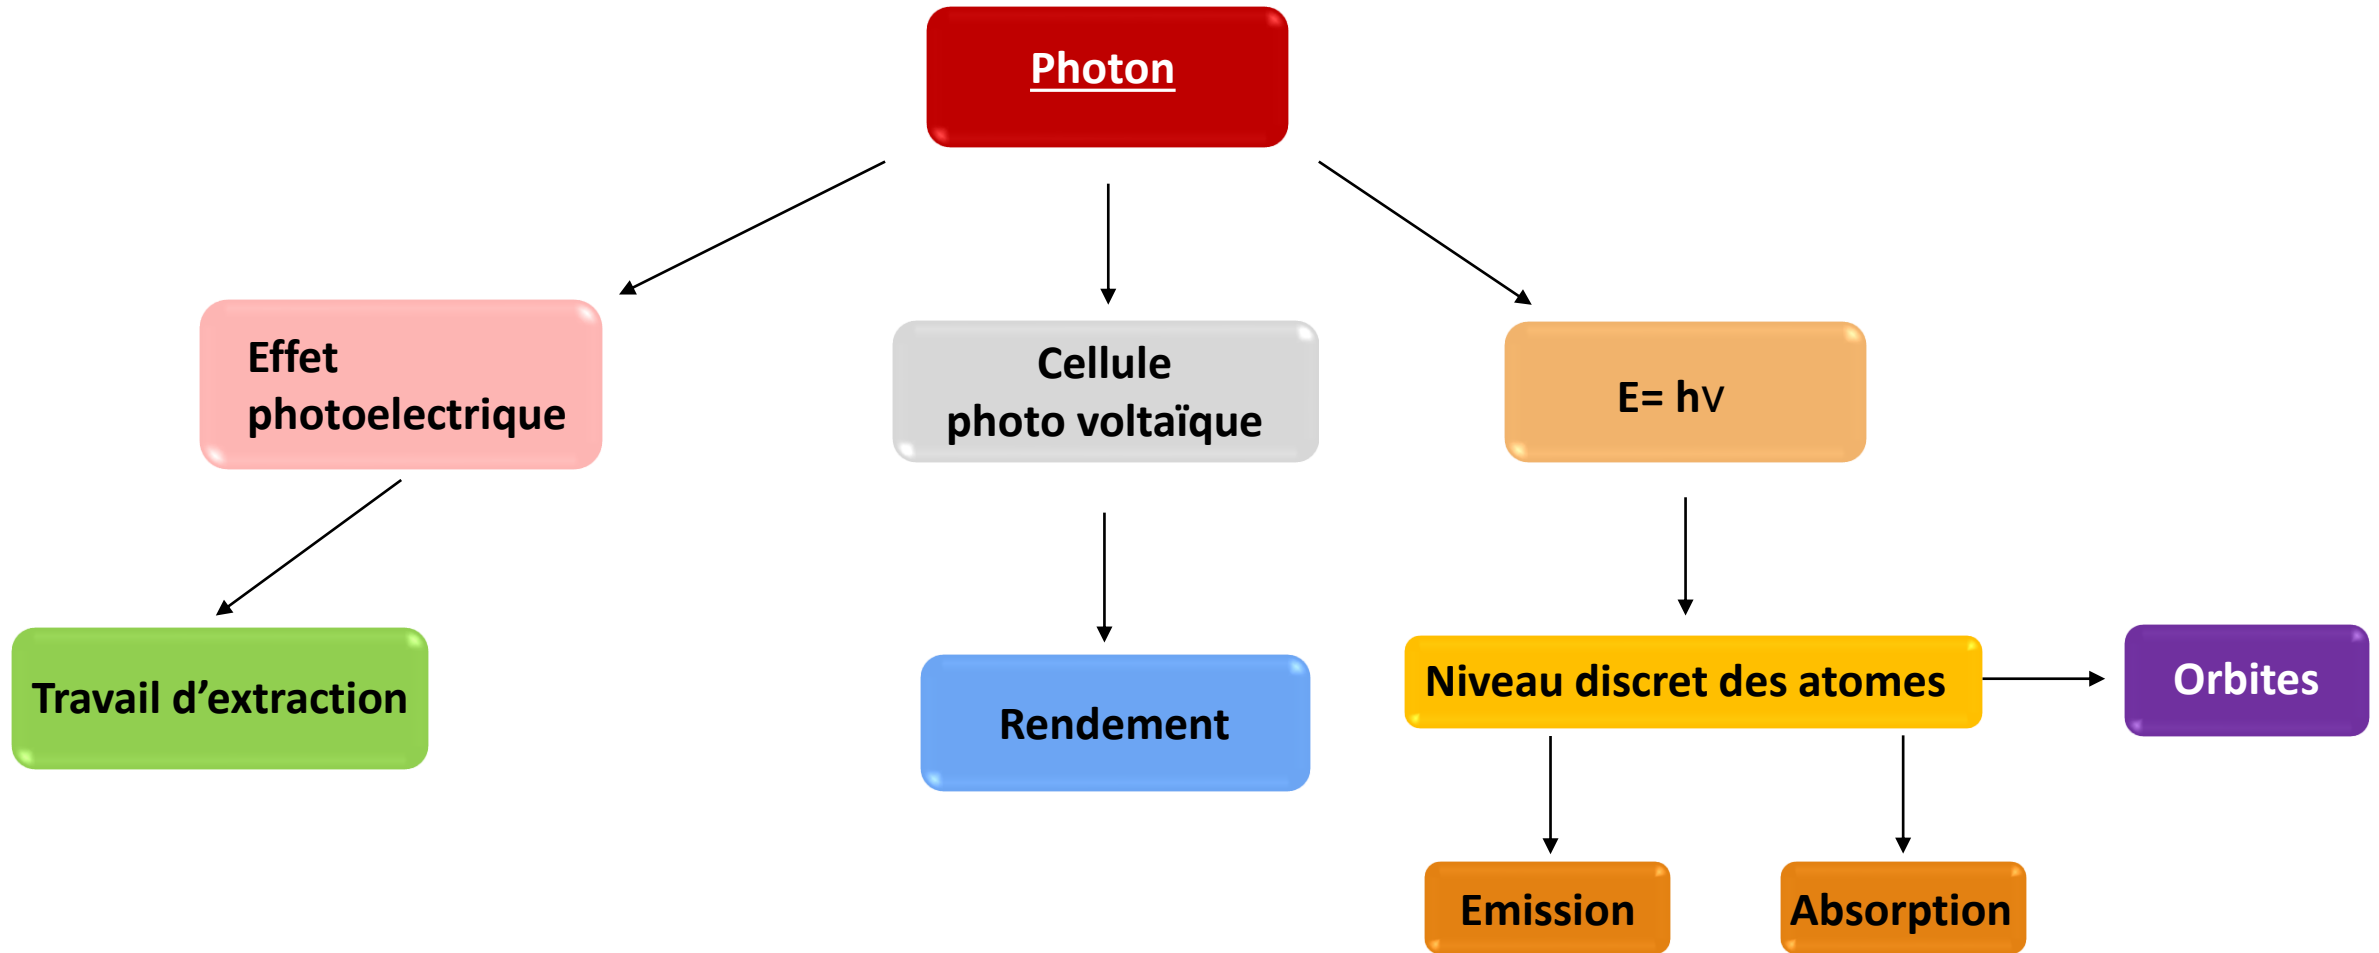 Photon
Effet
photoelectrique
Cellule
photo voltaïque
E= hν
Travail d’extraction
Rendement
Niveau discret des atomes
Orbites
Emission
Absorption